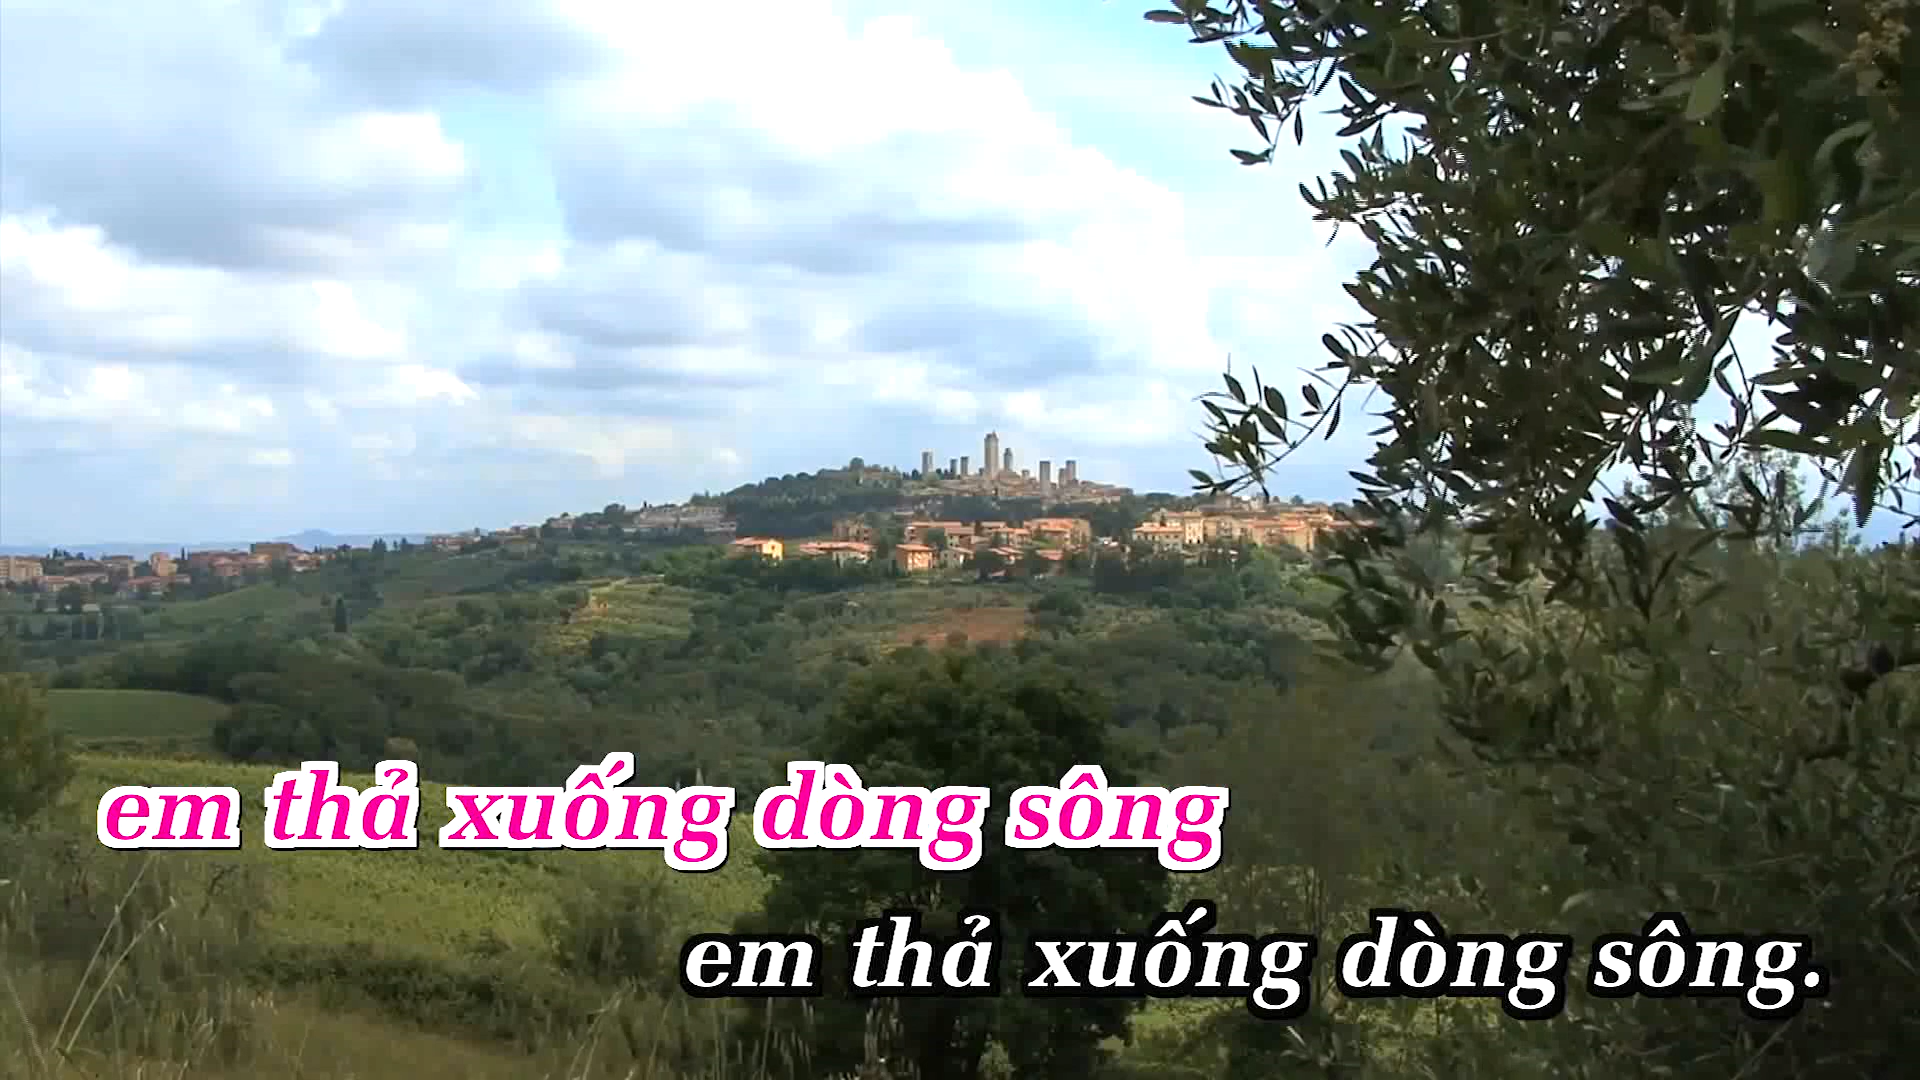 em thả xuống dòng sông
em thả xuống dòng sông.